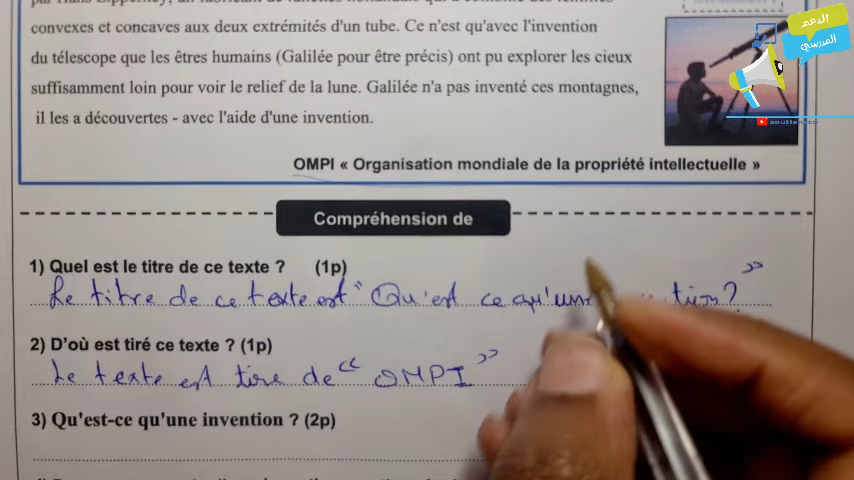 convexes et concaves aux deux extrémités d'un tube. Ce n'est qu'avec l'invention
du télescope que les êtres humains (Galilée pour être précis) ont pu explorer les cieux
suffisamment loin pour voir le relief de la lune. Galilée n'a pas inventé ces montagnes,
il les a découvertes - avec l'aide d'une invention.
OMPI « Organisation mondiale de la propriété intellectuelle »
الدعم
المدرسي
Compréhension de
1) Quel est le titre de ce texte ? (1p)
Le titre de ce texte est " Qu'est ce qu'une ?"
2) D'où est tiré ce texte ? (1p)
Le texte est tire de " OMPI "
3) Qu'est-ce qu'une invention ? (2p)